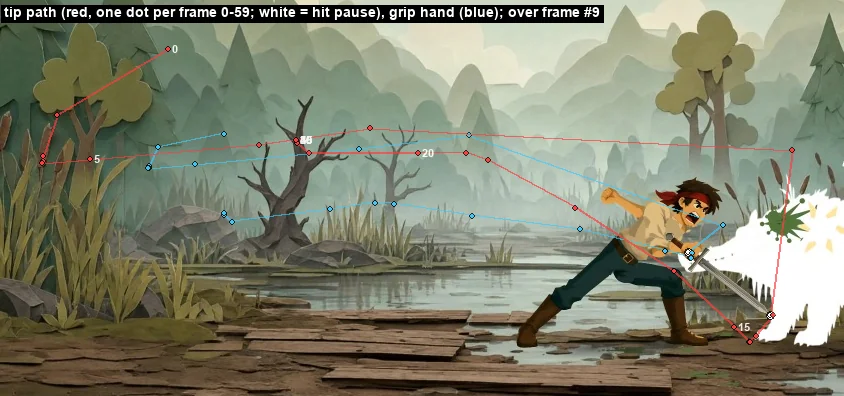 tip path (red, one dot per frame 0-59; white = hit pause), grip hand (blue); over frame #9
0
5
20
15